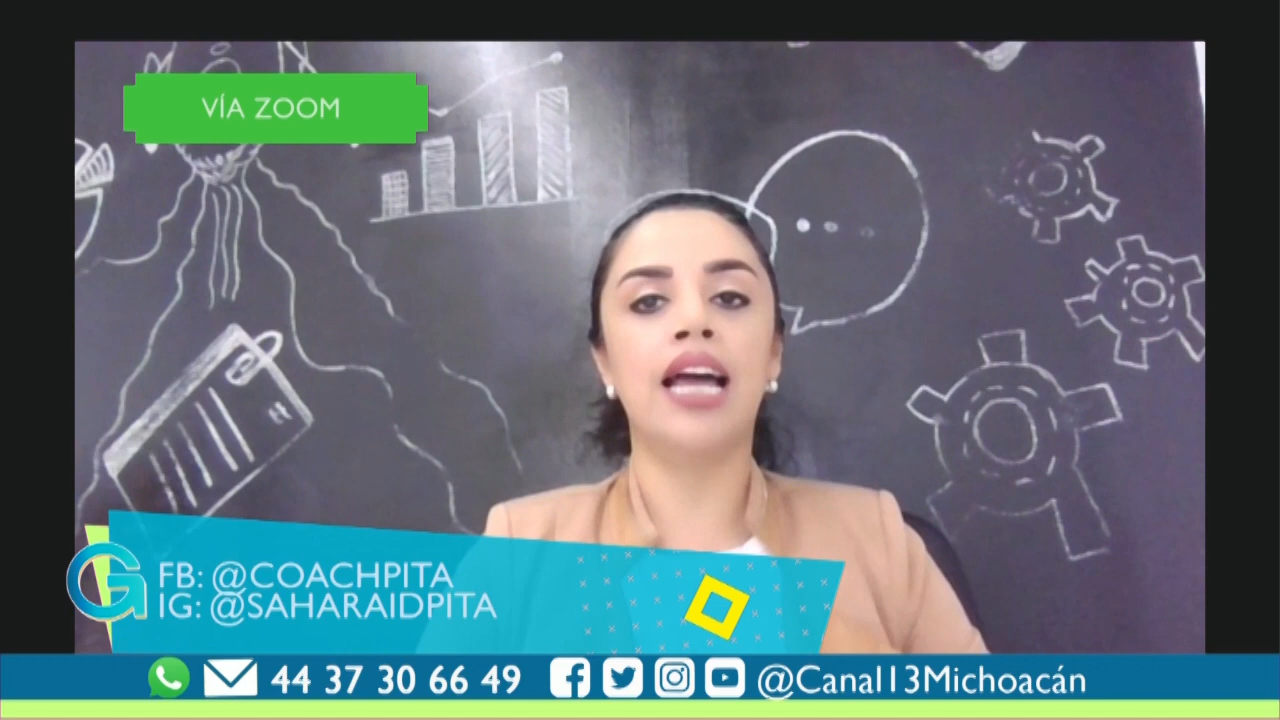 VÍA ZOOM
FB: @COACHPITA
IG: @SAHARAIDPITA
44 37 30 66 49
@Canal13Michoacán